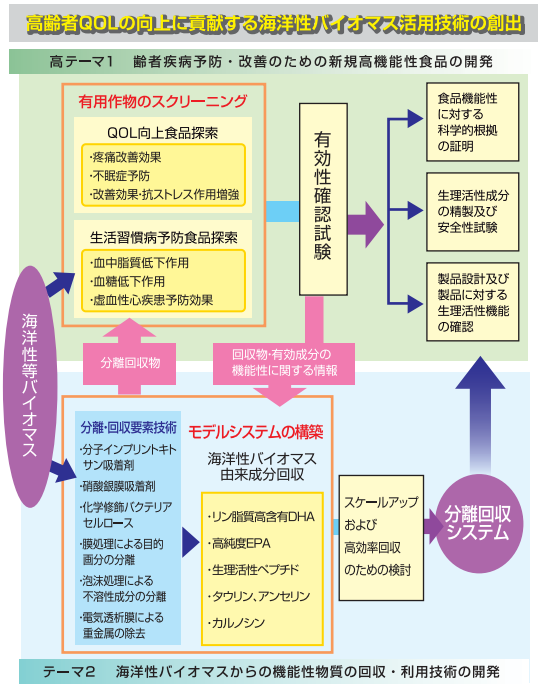 高齢者QOLの向上に貢献する海洋性バイオマス活用技術の創出
高テーマ1 齢者疾病予防・改善のための新規高機能性食品の開発
有用作物のスクリーニング
QOL向上食品探索
・疼痛改善効果
・不眠症予防
・改善効果・抗ストレス作用増強
生活習慣病予防食品探索
・血中脂質低下作用
・血糖低下作用
・虚血性心疾患予防効果
有効性確認試験
食品機能性
に対する
科学的根拠
の証明
生理活性成分
の精製及び
安全性試験
製品設計及び
製品に対する
生理活性機能
の確認
海洋性等バイオマス
分離回収物
回収物・有効成分の
機能性に関する情報
分離・回収要素技術
・分子インプリントキト
サン吸着剤
・硝酸銀膜吸着剤
・化学修飾バクテリア
セルロース
・膜処理による目的
画分の分離
・泡沫処理による
不溶性成分の分離
・電気透析膜による
重金属の除去
モデルシステムの構築
海洋性バイオマス
由来成分回収
・リン脂質高含有DHA
・高純度EPA
・生理活性ペプチド
・タウリン、アンセリン
・カルノシン
スケールアップ
および
高効率回収
のための検討
分離回収
システム
テーマ2 海洋性バイオマスからの機能性物質の回収・利用技術の開発